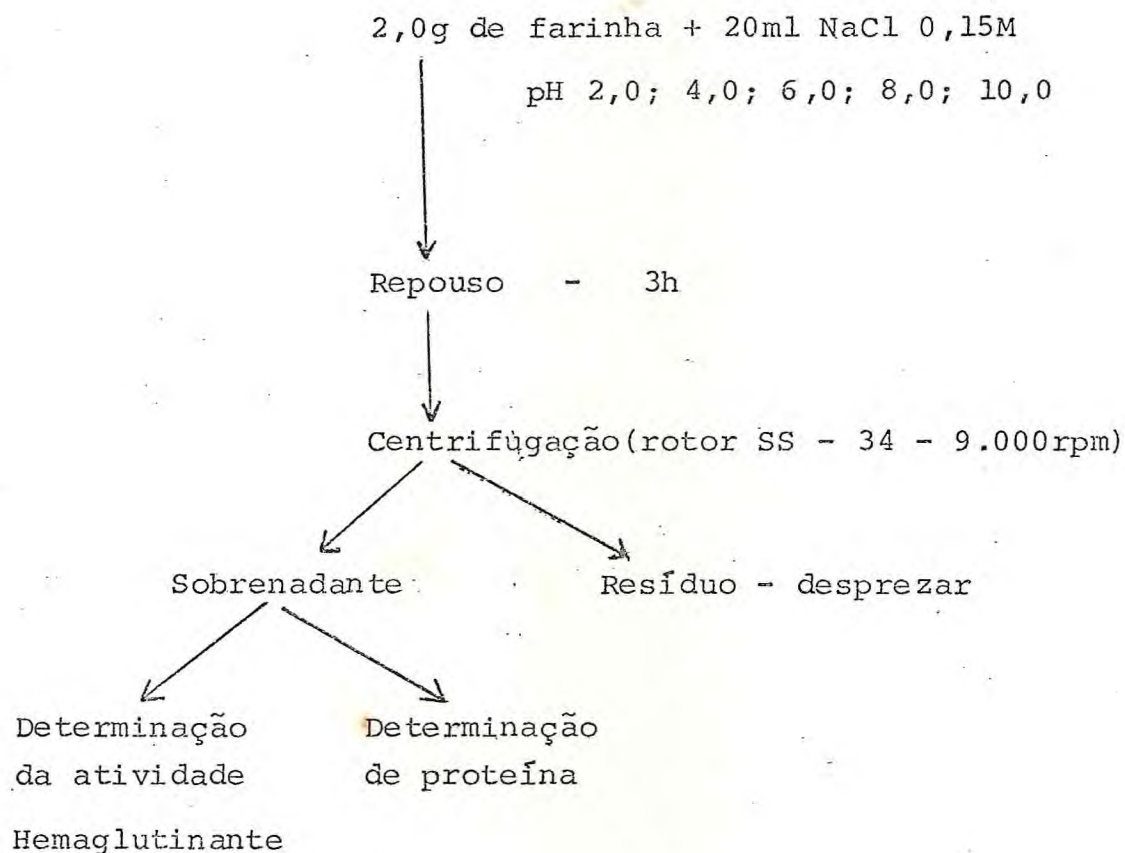 2,0g de farinha + 20ml NaCl 0,15M
pH 2,0; 4,0; 6,0; 8,0; 10,0
Repouso - 3h
Centrifugação(rotor SS - 34 - 9.000rpm)
Sobrenadante
Resíduo - desprezar
Determinação
da atividade
Hemaglutinante
Determinação
de proteína